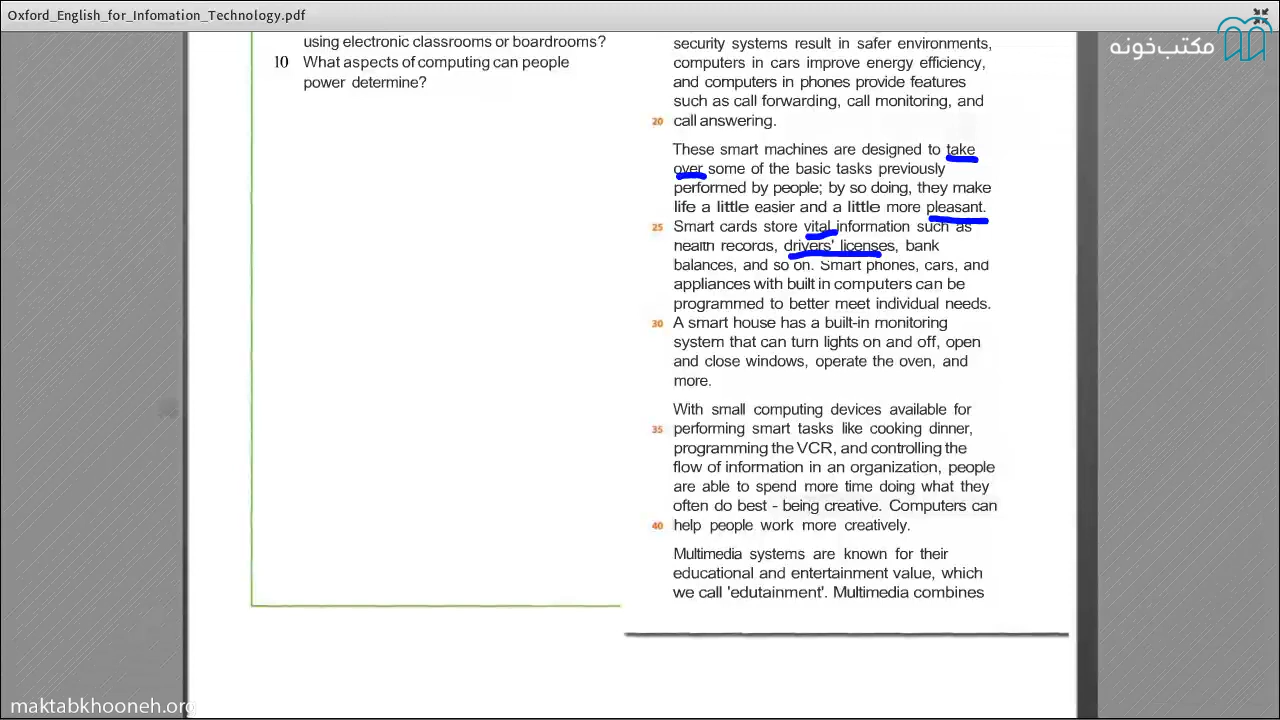 Oxford_English_for_Infomation_Technology.pdf
مکتب‌خونه
using electronic classrooms or boardrooms?
10 What aspects of computing can people
power determine?
security systems result in safer environments,
computers in cars improve energy efficiency,
and computers in phones provide features
such as call forwarding, call monitoring, and
20 call answering.
These smart machines are designed to take
over some of the basic tasks previously
performed by people; by so doing, they make
life a little easier and a little more pleasant.
25 Smart cards store vital information such as
health records, drivers' licenses, bank
balances, and so on. Smart phones, cars, and
appliances with built in computers can be
programmed to better meet individual needs.
30 A smart house has a built-in monitoring
system that can turn lights on and off, open
and close windows, operate the oven, and
more.
With small computing devices available for
35 performing smart tasks like cooking dinner,
programming the VCR, and controlling the
flow of information in an organization, people
are able to spend more time doing what they
often do best - being creative. Computers can
40 help people work more creatively.
Multimedia systems are known for their
educational and entertainment value, which
we call 'edutainment'. Multimedia combines
maktabkhooneh.org